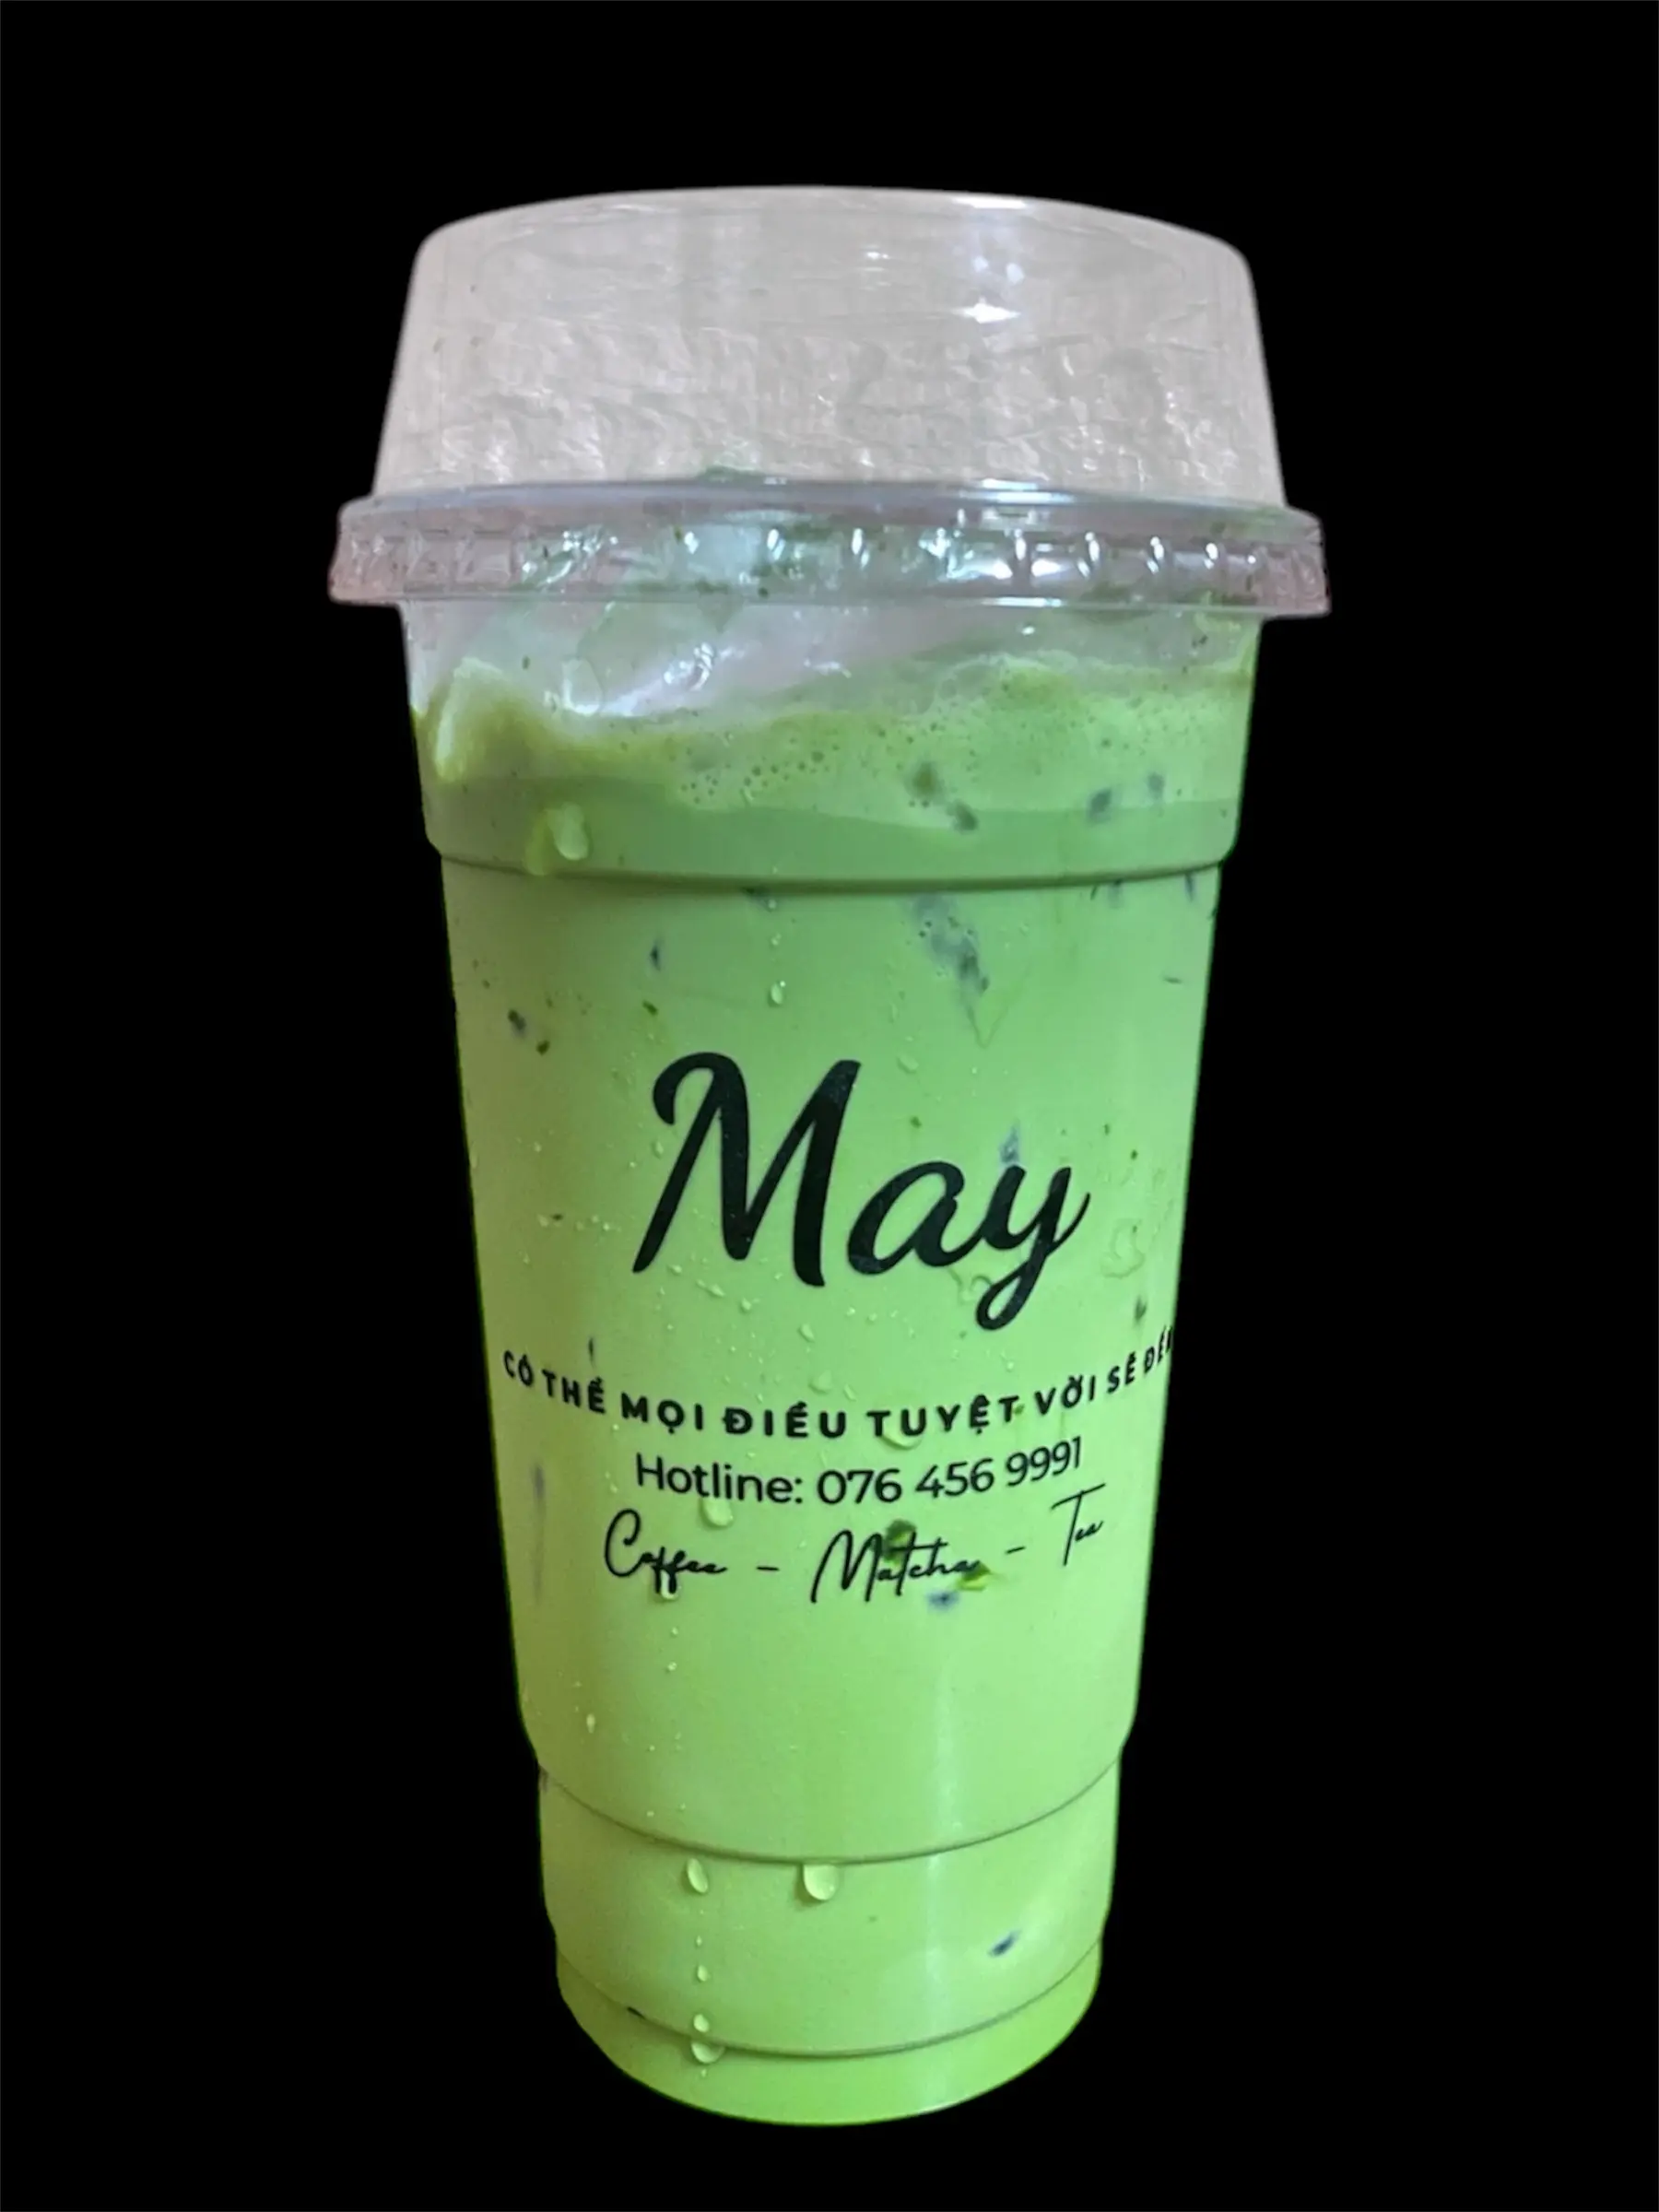 May
CÓ THỂ MỌI ĐIỀU TUYỆT VỜI SẼ
Hotline: 076 456 9991
Coffee - Matcha - Tea